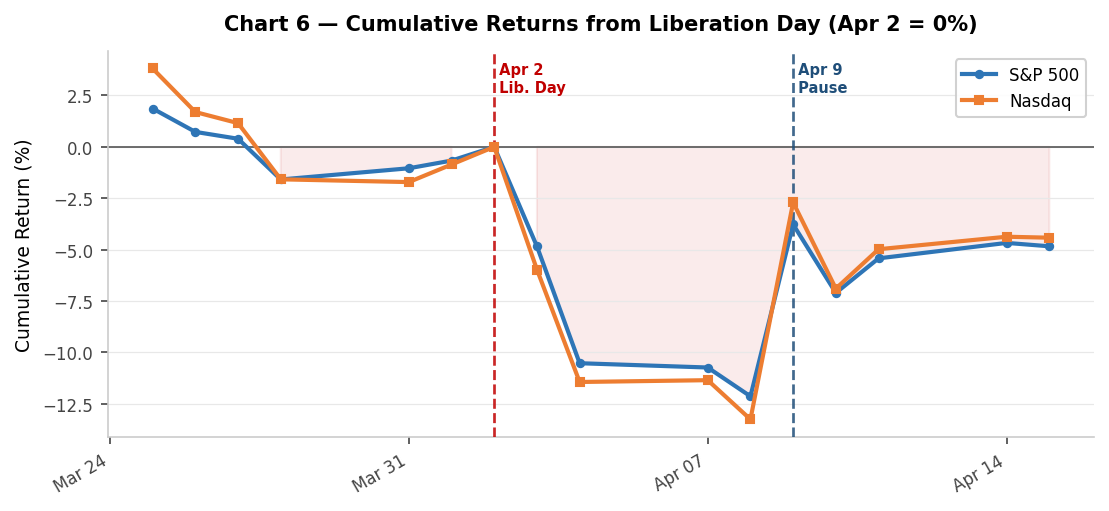 Chart 6 — Cumulative Returns from Liberation Day (Apr 2 = 0%)
Apr 2
Lib. Day
Apr 9
Pause
S&P 500
Nasdaq
Cumulative Return (%)
2.5
0.0
−2.5
−5.0
−7.5
−10.0
−12.5
Mar 24
Mar 31
Apr 07
Apr 14